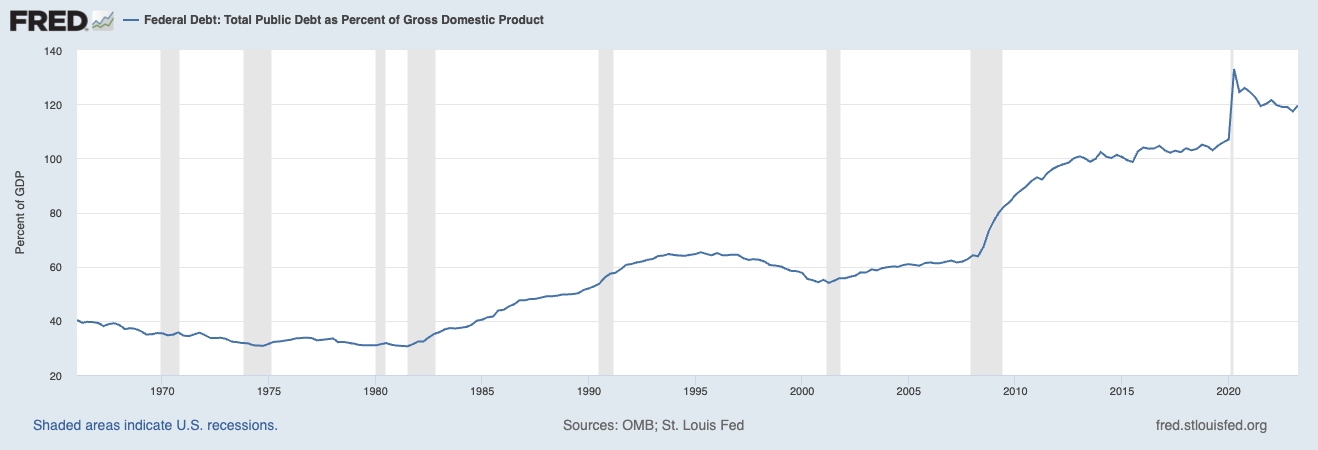 FRED
Federal Debt: Total Public Debt as Percent of Gross Domestic Product
Percent of GDP
140
120
100
80
60
40
20
1970 1975 1980 1985 1990 1995 2000 2005 2010 2015 2020
Shaded areas indicate U.S. recessions.
Sources: OMB; St. Louis Fed
fred.stlouisfed.org